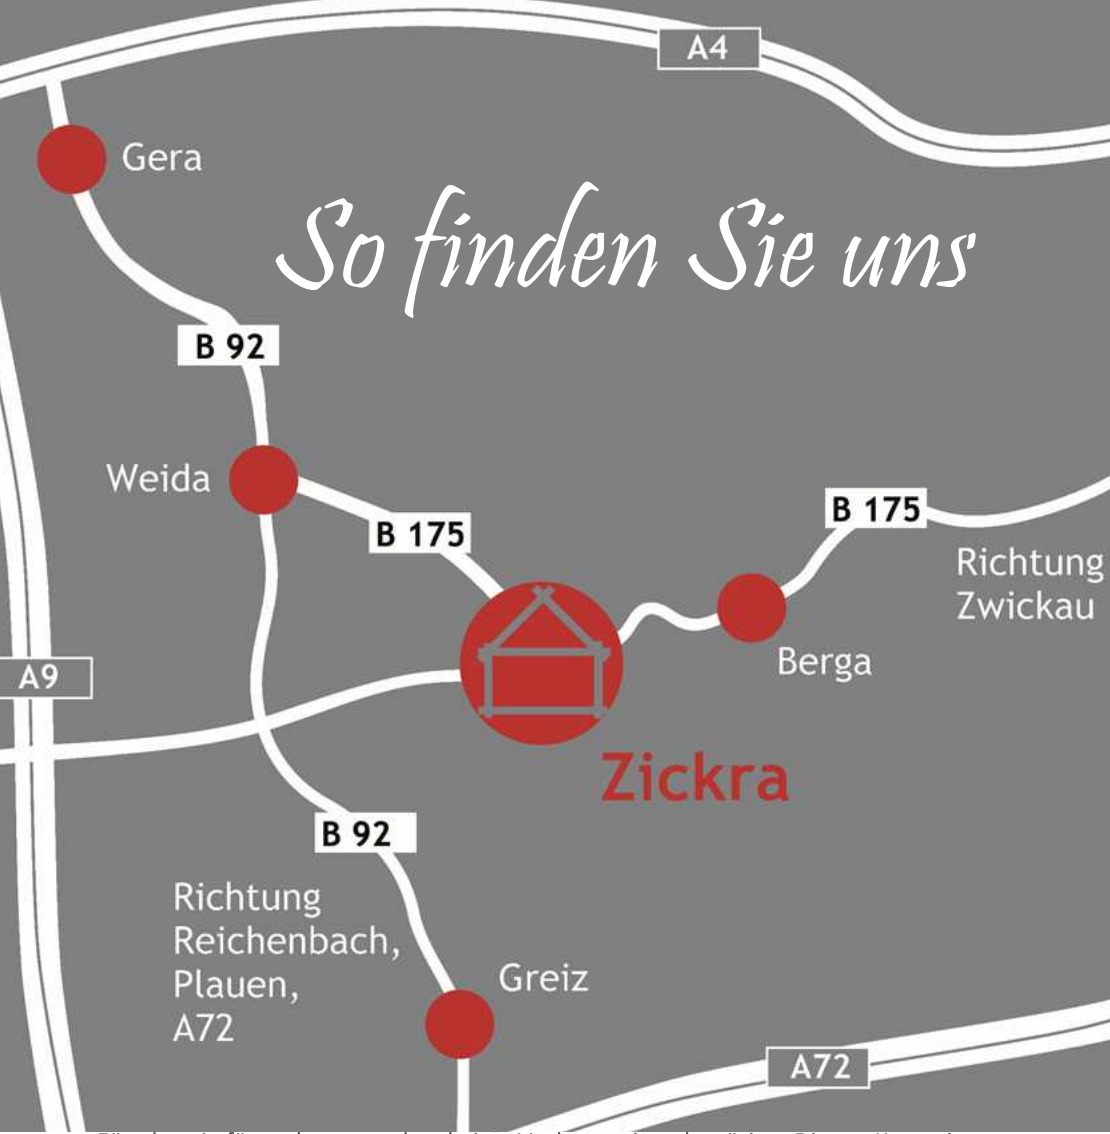 A4
Gera
So finden Sie uns
B 92
Weida
B 175
B 175
Richtung
Zwickau
Berga
A9
Zickra
B 92
Richtung
Reichenbach,
Plauen,
A72
Greiz
A72